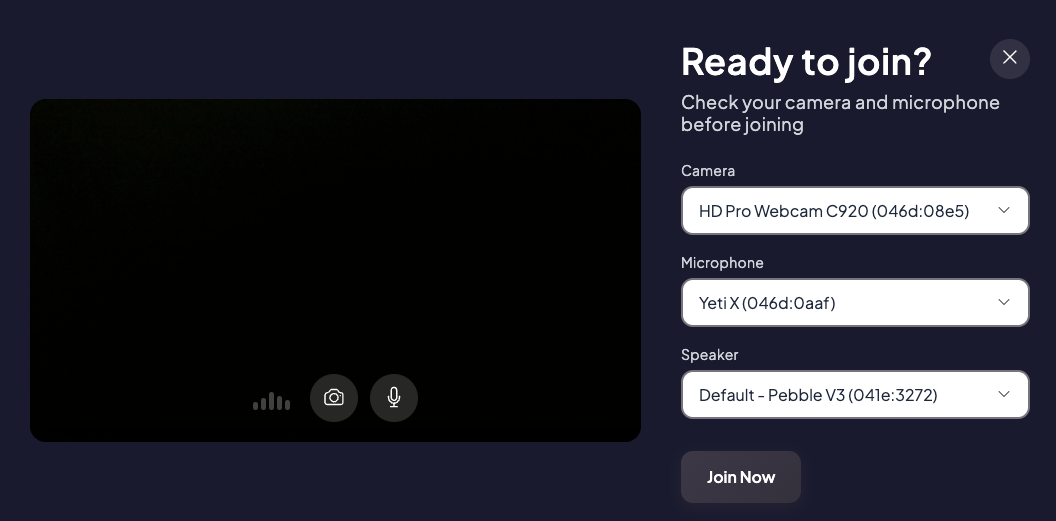 Ready to join?
Check your camera and microphone
before joining
Camera
HD Pro Webcam C920 (046d:08e5)
Microphone
Yeti X (046d:0aaf)
Speaker
Default - Pebble V3 (041e:3272)
Join Now